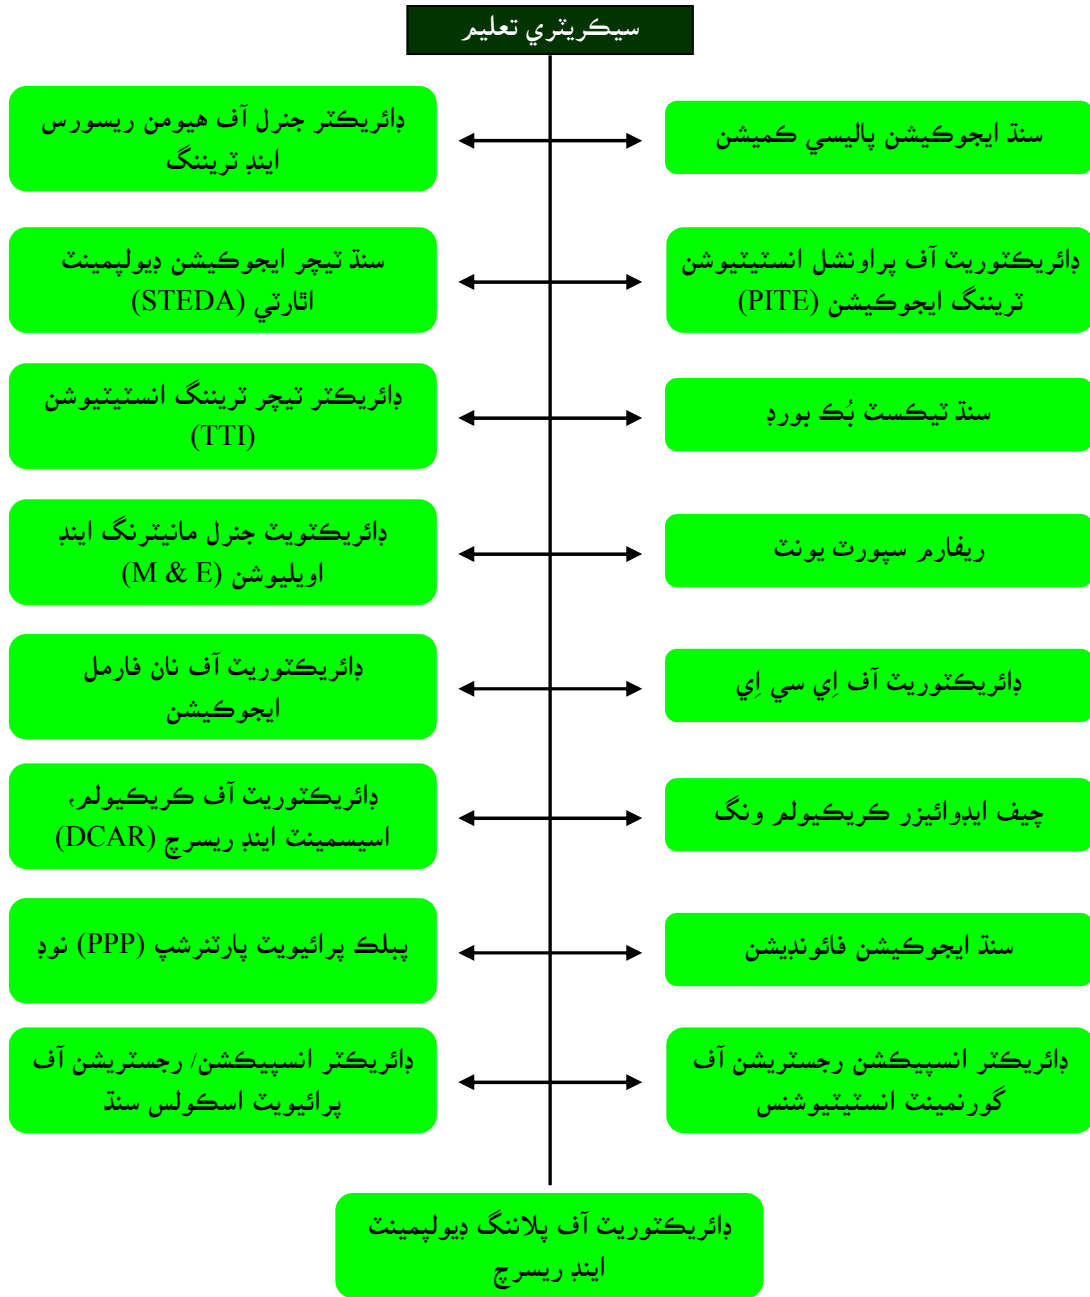 سيڪريٽري تعليم
سنڌ ايجوڪيشن پاليسي ڪميشن
ڊائريڪٽر جنرل آف هيومن ريسورس
اينڊ ٽريننگ
ڊائريڪٽوريٽ آف پراونشل انسٽيٽيوشن
ٽريننگ ايجوڪيشن (PITE)
سنڌ ٽيچر ايجوڪيشن ڊيولپمينٽ
اٿارٽي (STEDA)
سنڌ ٽيڪسٽ بُڪ بورڊ
ڊائريڪٽر ٽيچر ٽريننگ انسٽيٽيوشن
(TTI)
ريفارم سپورٽ يونٽ
ڊائريڪٽويٽ جنرل مانيٽرنگ اينڊ
اويليوشن (M & E)
ڊائريڪٽوريٽ آف اِي سي اِي
ڊائريڪٽوريٽ آف نان فارمل
ايجوڪيشن
چيف ايڊوائيزر ڪريڪيولم ونگ
ڊائريڪٽوريٽ آف ڪريڪيولم،
اسيسمينٽ اينڊ ريسرچ (DCAR)
سنڌ ايجوڪيشن فائونڊيشن
پبلڪ پرائيويٽ پارٽنرشپ (PPP) نوڊ
ڊائريڪٽر انسپيڪشن رجسٽريشن آف
گورنمينٽ انسٽيٽيوشنس
ڊائريڪٽر انسپيڪشن/ رجسٽريشن آف
پرائيويٽ اسڪولس سنڌ
ڊائريڪٽوريٽ آف پلاننگ ڊيولپمينٽ
اينڊ ريسرچ